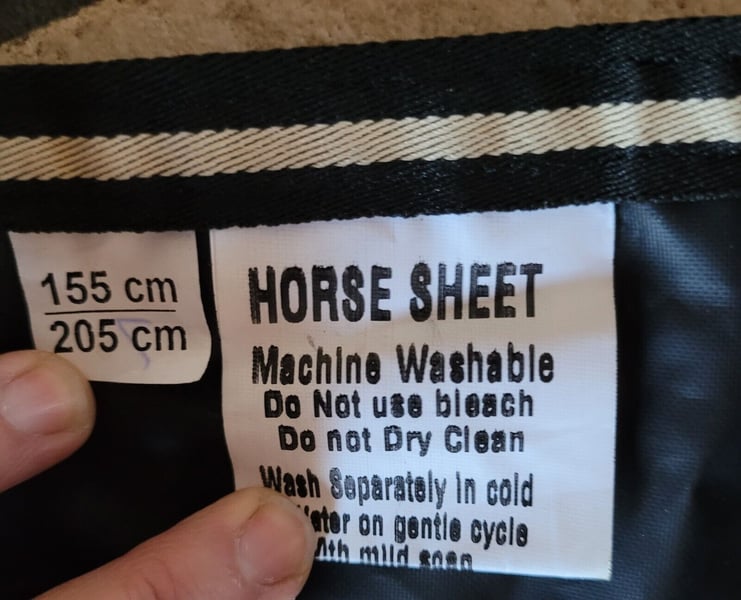 155 cm
205 cm
HORSE SHEET
Machine Washable
Do Not use bleach
Do not Dry Clean
Wash Separately in cold
on gentle cycle
mild soap